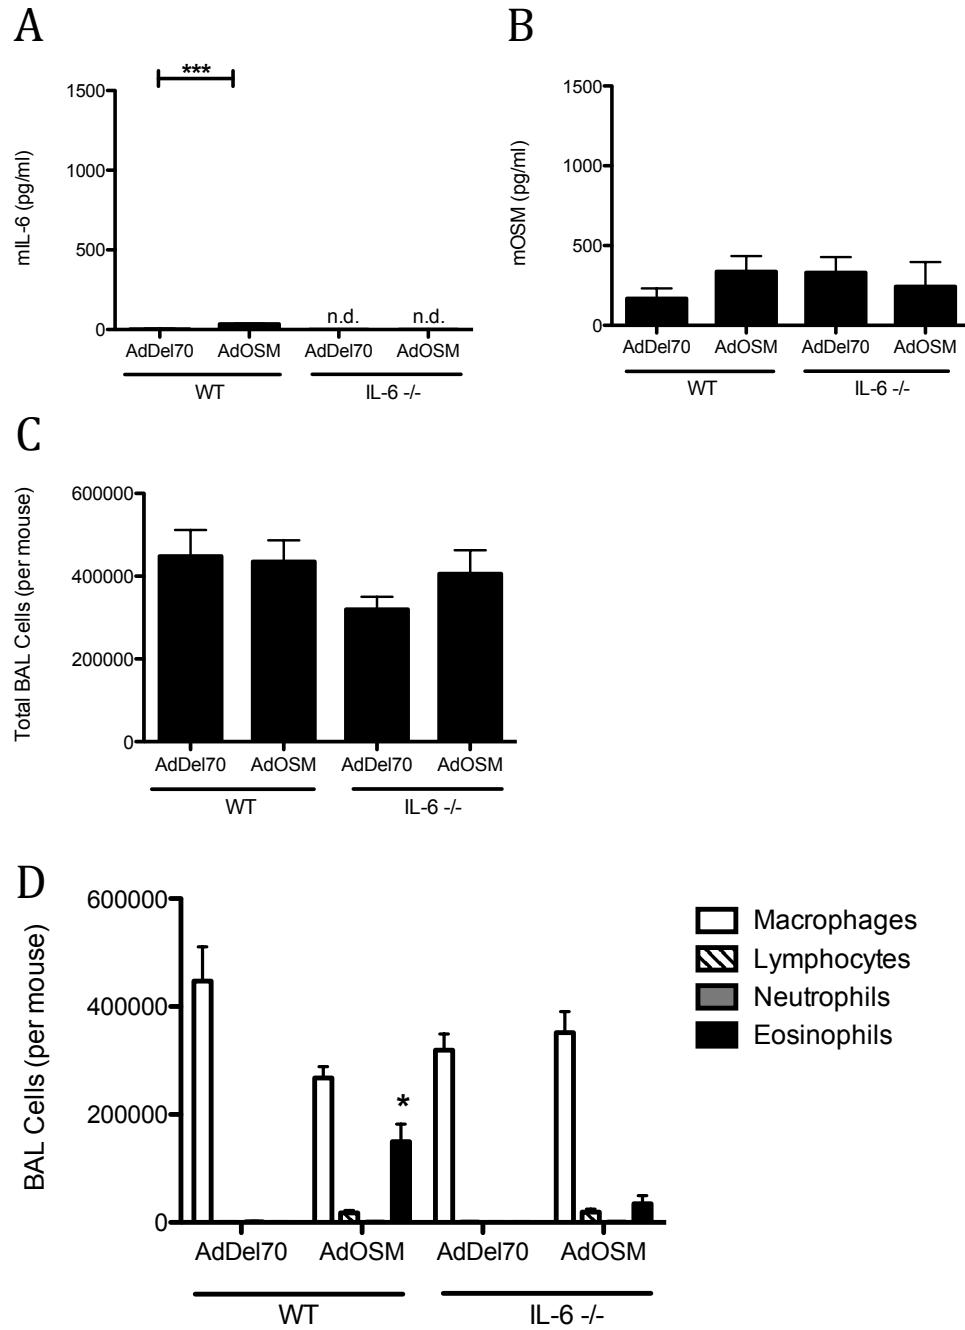 A
***
1500
1000
500
0
mIL-6 (pg/ml)
n.d. n.d.
AdDel70 AdOSM AdDel70 AdOSM
WT IL-6 -/-
B
1500
1000
500
0
mOSM (pg/ml)
AdDel70 AdOSM AdDel70 AdOSM
WT IL-6 -/-
C
600000
400000
200000
0
Total BAL Cells (per mouse)
AdDel70 AdOSM AdDel70 AdOSM
WT IL-6 -/-
D
600000
400000
200000
0
BAL Cells (per mouse)
*
AdDel70 AdOSM AdDel70 AdOSM
WT IL-6 -/-
Macrophages
Lymphocytes
Neutrophils
Eosinophils